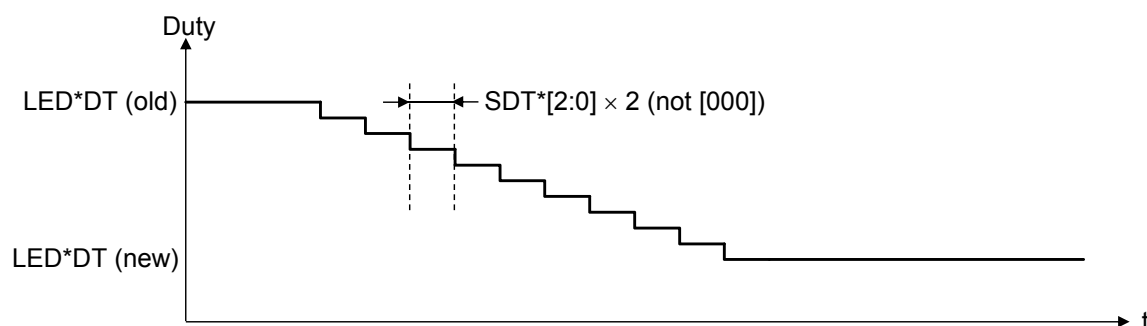 Duty
LED*DT (old)
SDT*[2:0] × 2 (not [000])
LED*DT (new)
t